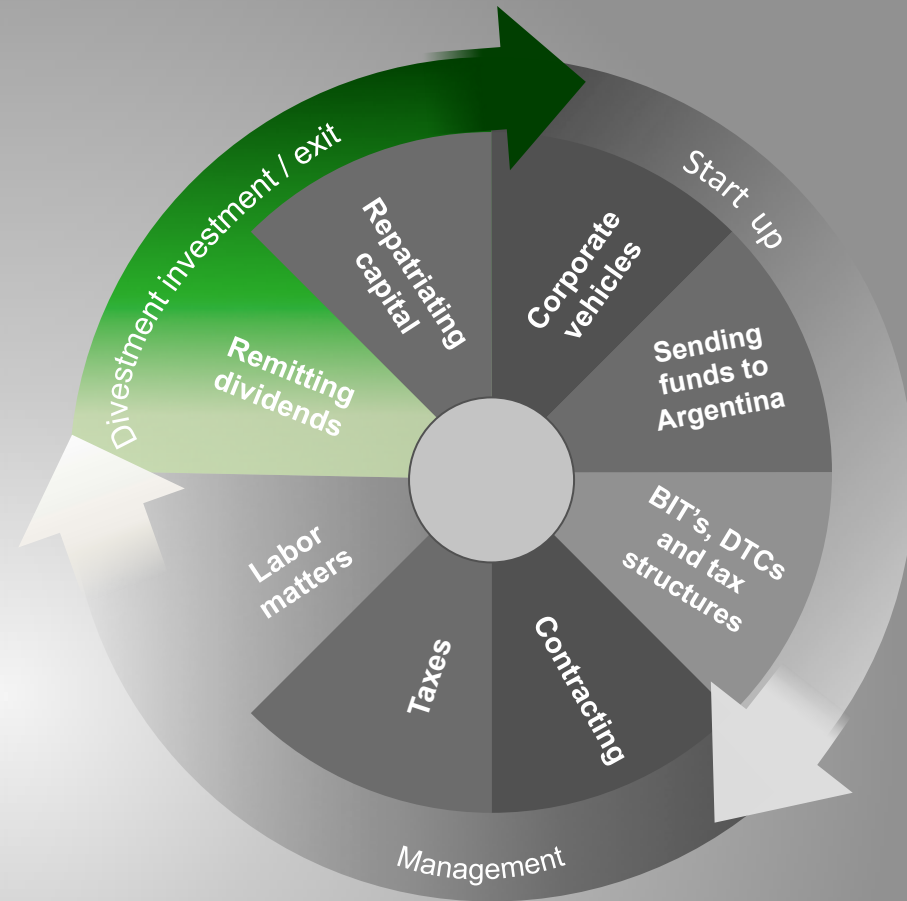 Start up
Corporate
vehicles
Sending
funds to
Argentina
BIT’s, DTCs
and tax
structures
Management
Contracting
Taxes
Labor
matters
Divestment investment / exit
Remitting
dividends
Repatriating
capital